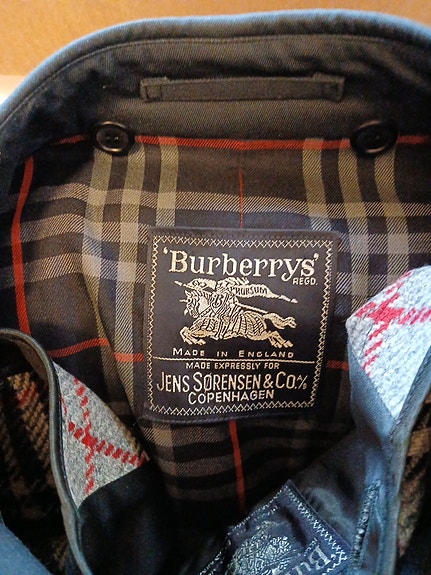 'Burberrys'
REGD.
PRORSUM
MADE IN ENGLAND
MADE EXPRESSLY FOR
JENS SØRENSEN & CO. A/S
COPENHAGEN